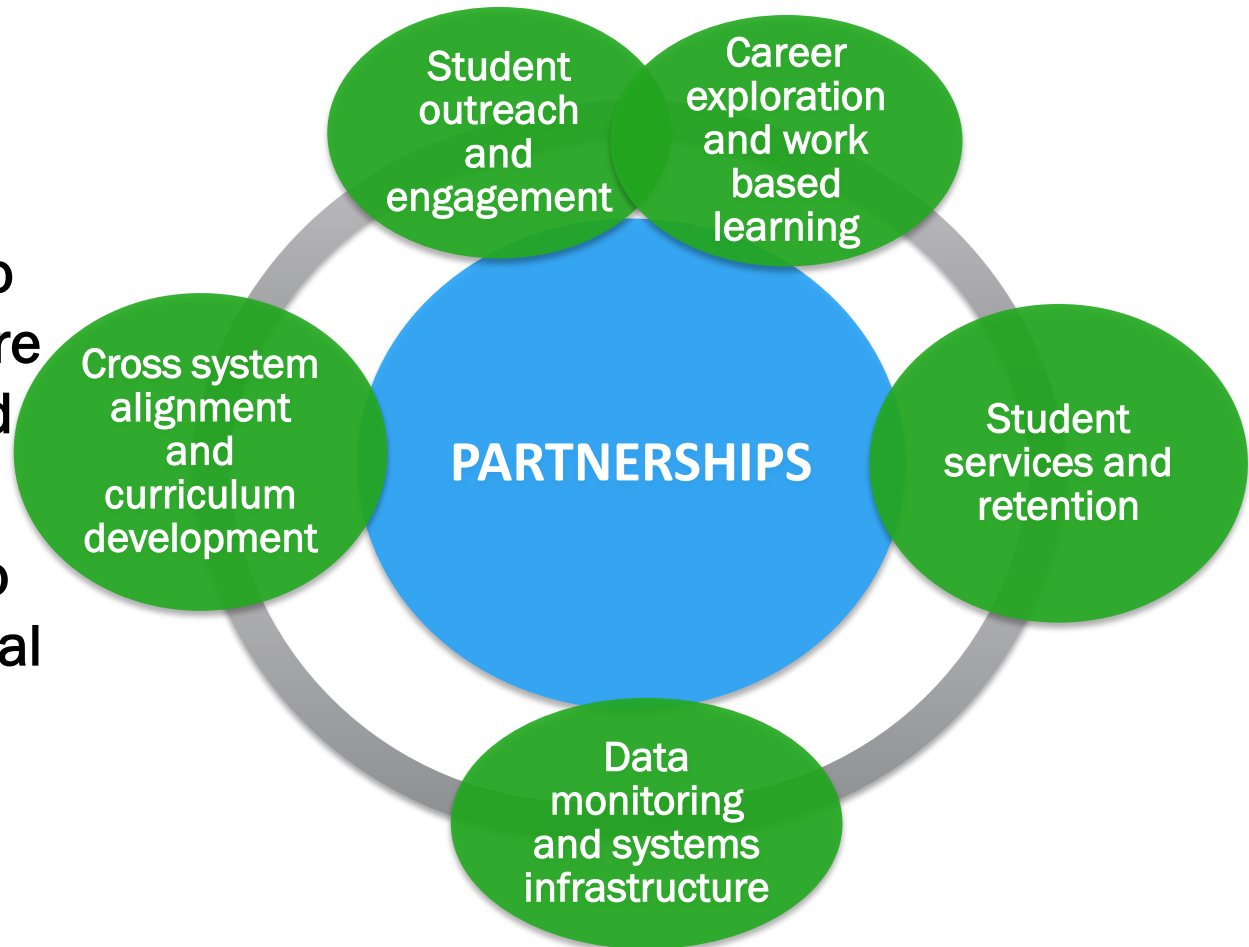 Student
outreach
and
engagement
Career
exploration
and work
based
learning
Cross system
alignment
and
curriculum
development
PARTNERSHIPS
Student
services and
retention
Data
monitoring
and systems
infrastructure